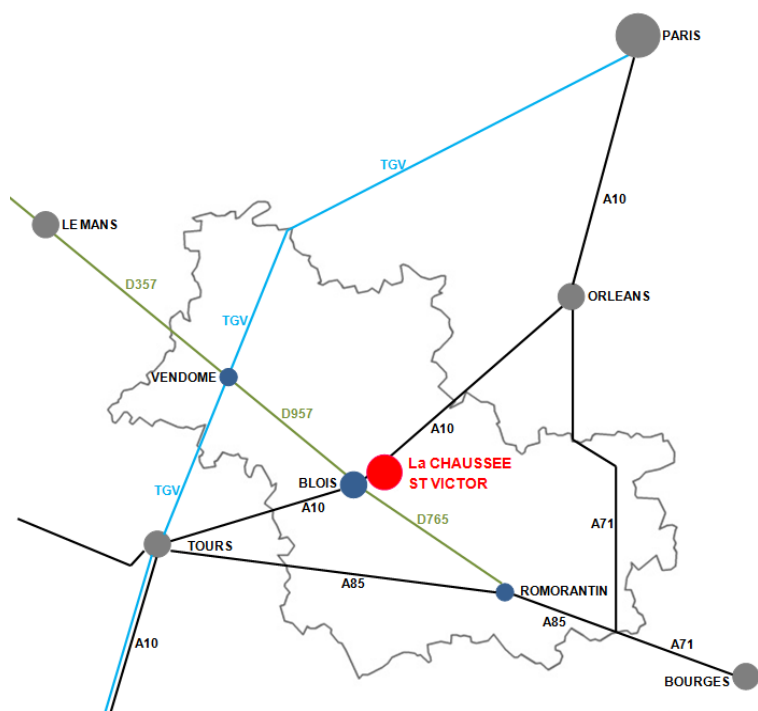 PARIS
TGV
A10
LE MANS
D357
ORLEANS
TGV
VENDOME
D957
A10
La CHAUSSEE
ST VICTOR
BLOIS
TGV
A10
D765
A71
TOURS
A85
ROMORANTIN
A85
A10
A71
BOURGES